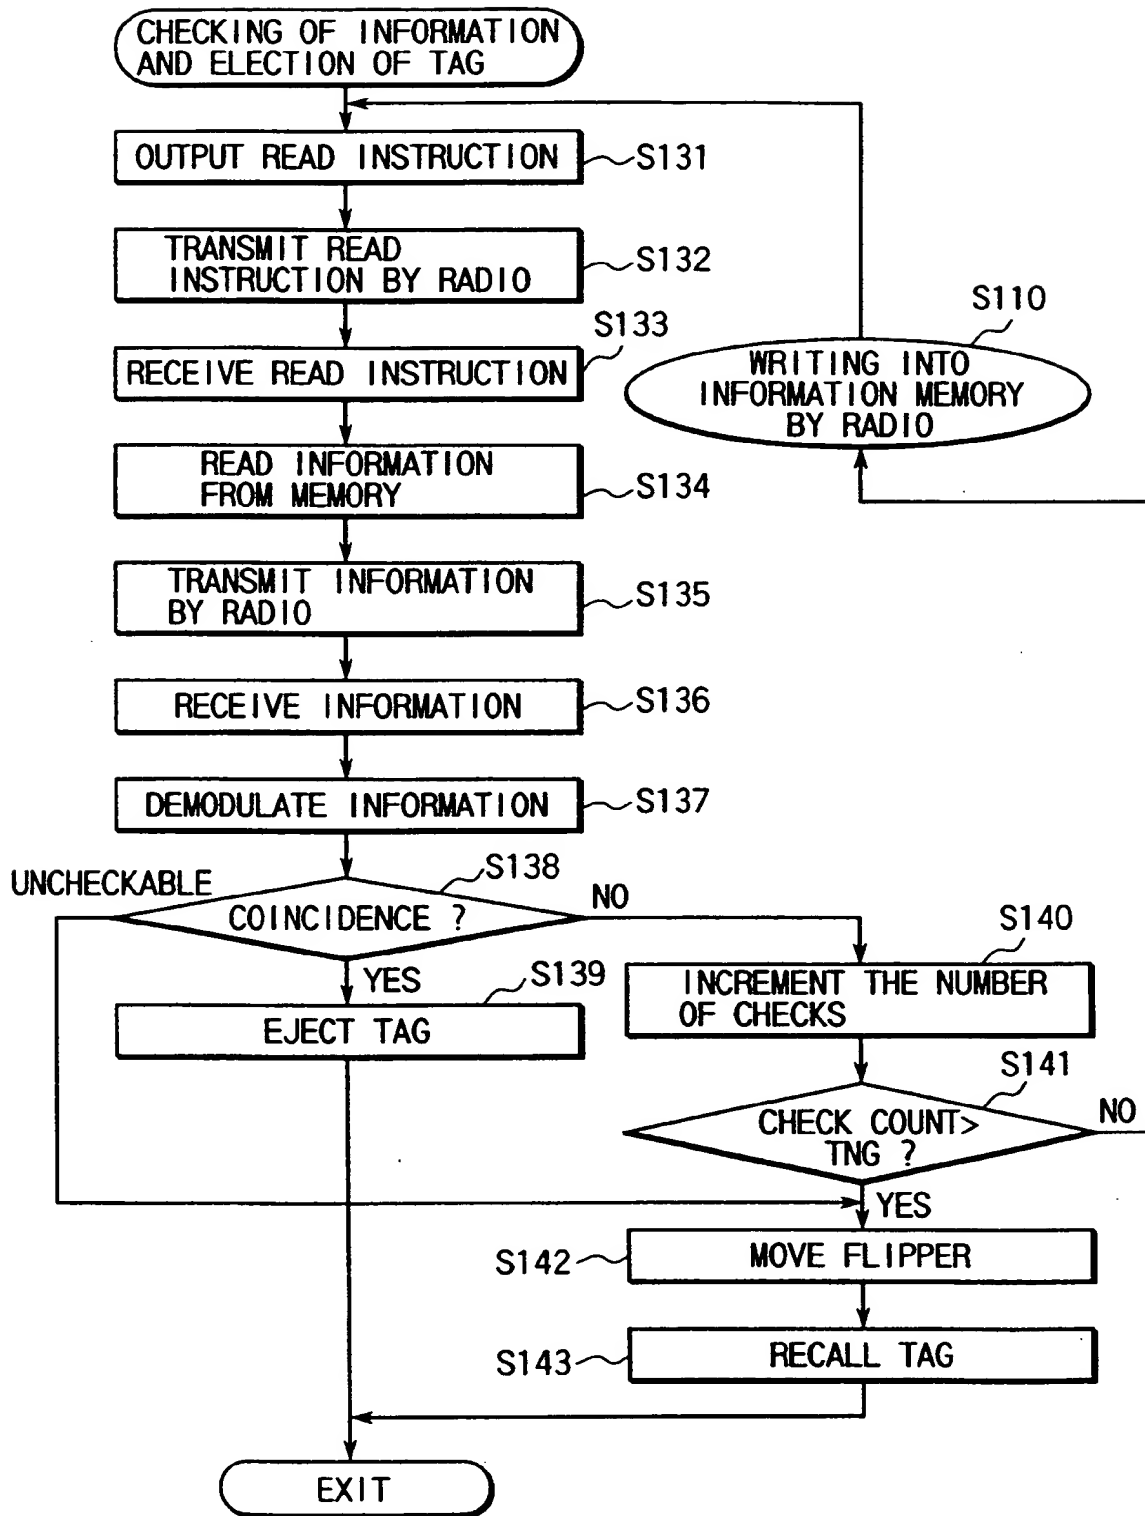 CHECKING OF INFORMATION
AND ELECTION OF TAG
OUTPUT READ INSTRUCTION
S131
TRANSMIT READ
INSTRUCTION BY RADIO
S132
S133
RECEIVE READ INSTRUCTION
S110
WRITING INTO
INFORMATION MEMORY
BY RADIO
READ INFORMATION
FROM MEMORY
S134
TRANSMIT INFORMATION
BY RADIO
S135
RECEIVE INFORMATION
S136
DEMODULATE INFORMATION
S137
S138
UNCHECKABLE
COINCIDENCE ?
NO
YES
S139
EJECT TAG
S140
INCREMENT THE NUMBER
OF CHECKS
S141
CHECK COUNT>
TNG ?
NO
YES
S142
MOVE FLIPPER
S143
RECALL TAG
EXIT